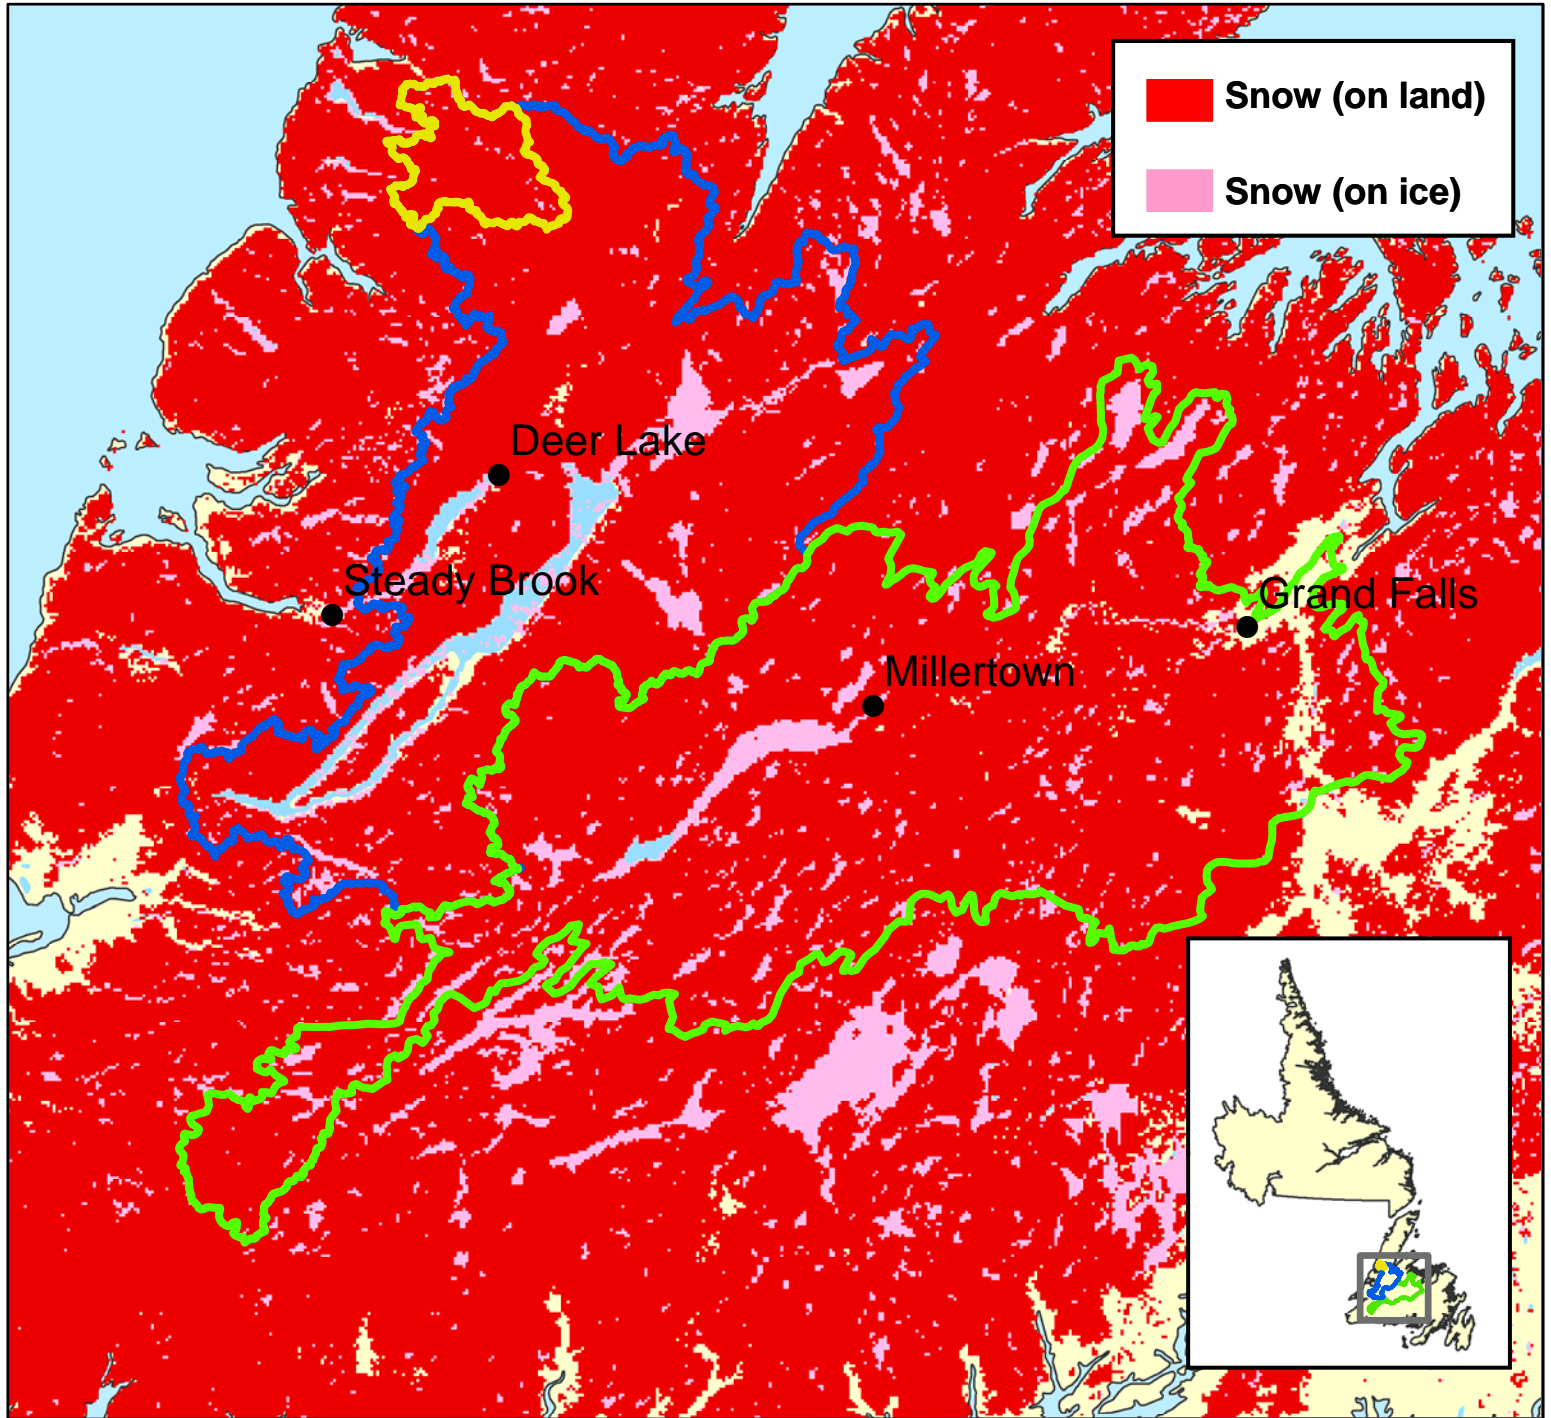 Snow (on land)
Snow (on ice)
Deer Lake
Steady Brook
Grand Falls
Millertown